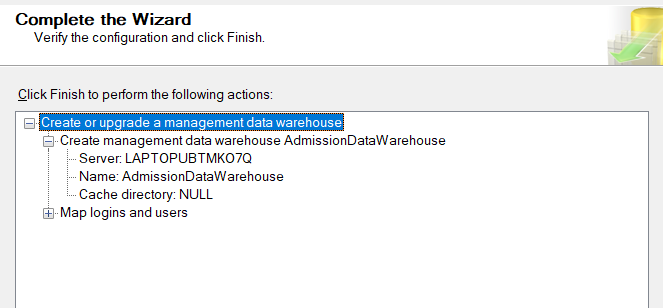 Complete the Wizard
Verify the configuration and click Finish.
Click Finish to perform the following actions:
Create or upgrade a management data warehouse
Create management data warehouse AdmissionDataWarehouse
Server: LAPTOPUBTMKO7Q
Name: AdmissionDataWarehouse
Cache directory: NULL
Map logins and users